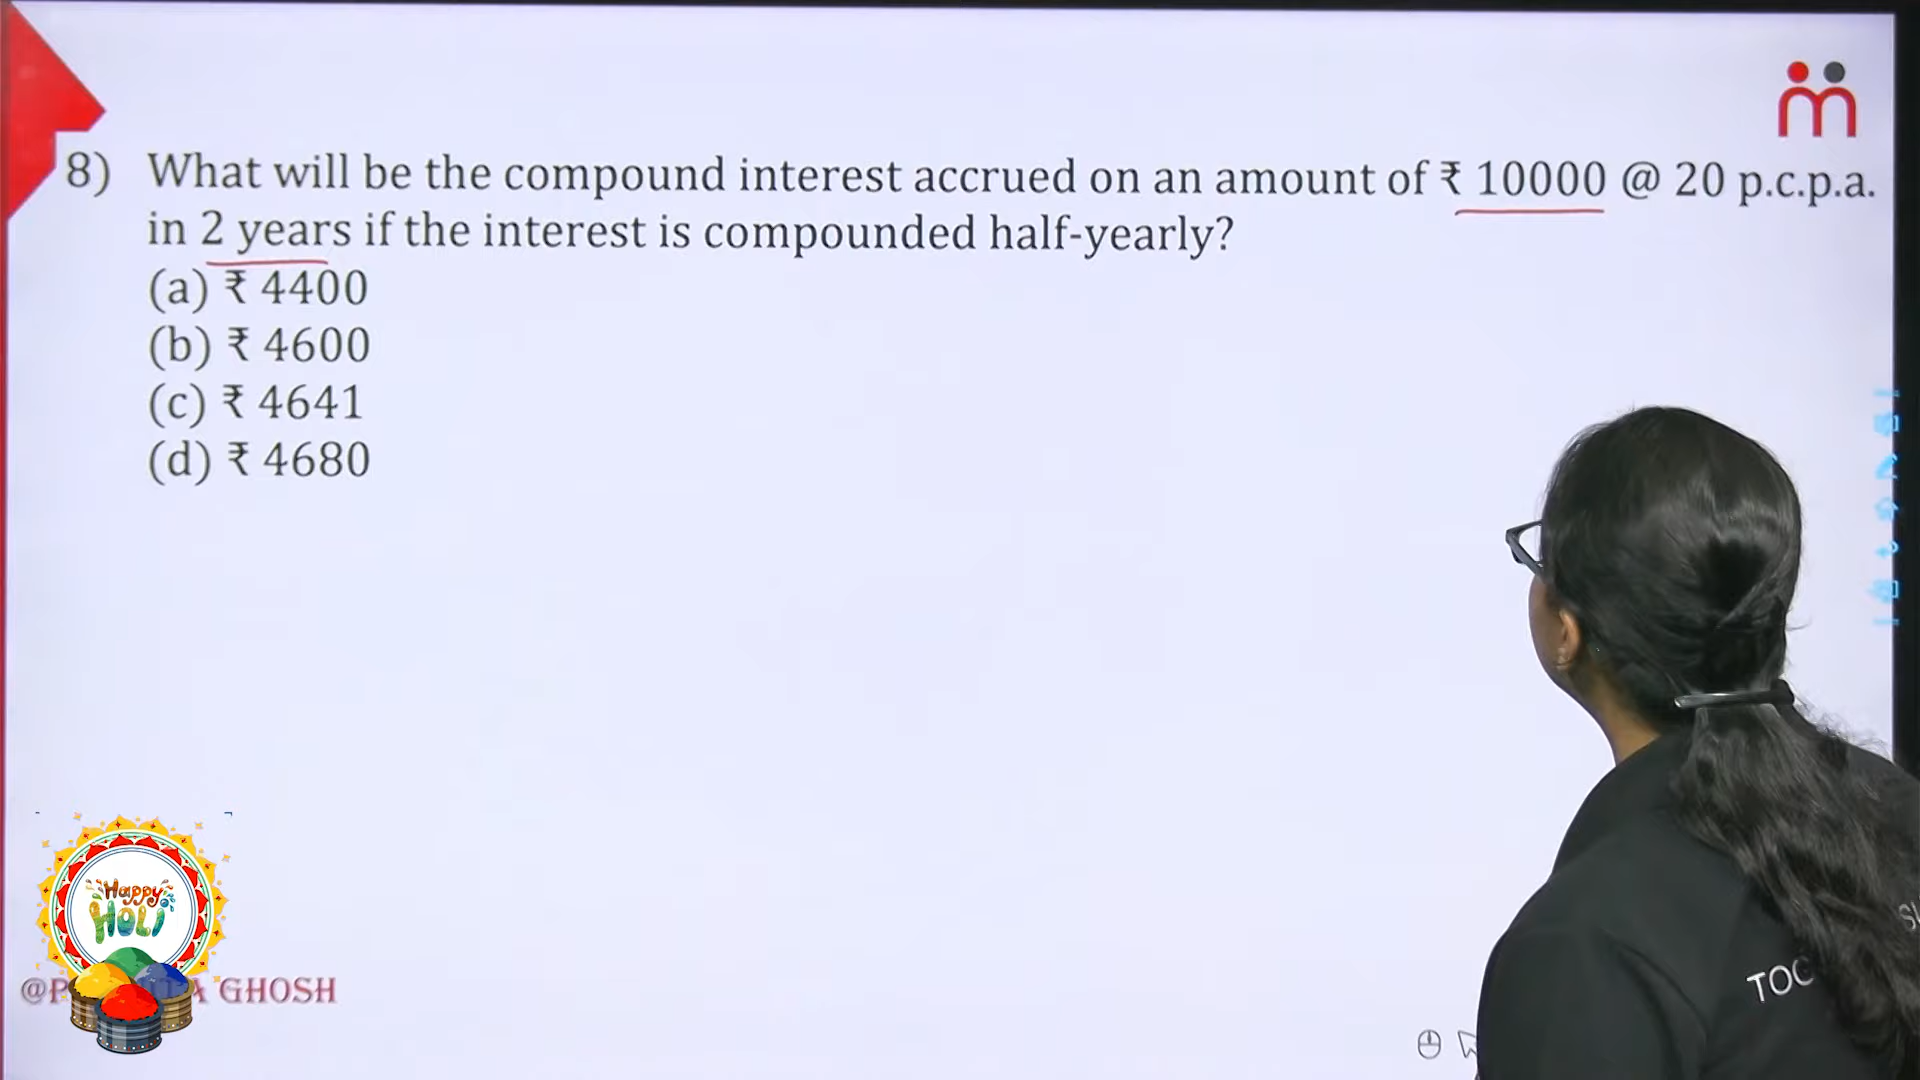 8) What will be the compound interest accrued on an amount of ₹ 10000 @ 20 p.c.p.a.
in 2 years if the interest is compounded half-yearly?
(a) ₹ 4400
(b) ₹ 4600
(c) ₹ 4641
(d) ₹ 4680
Happy
HOLI
GHOSH